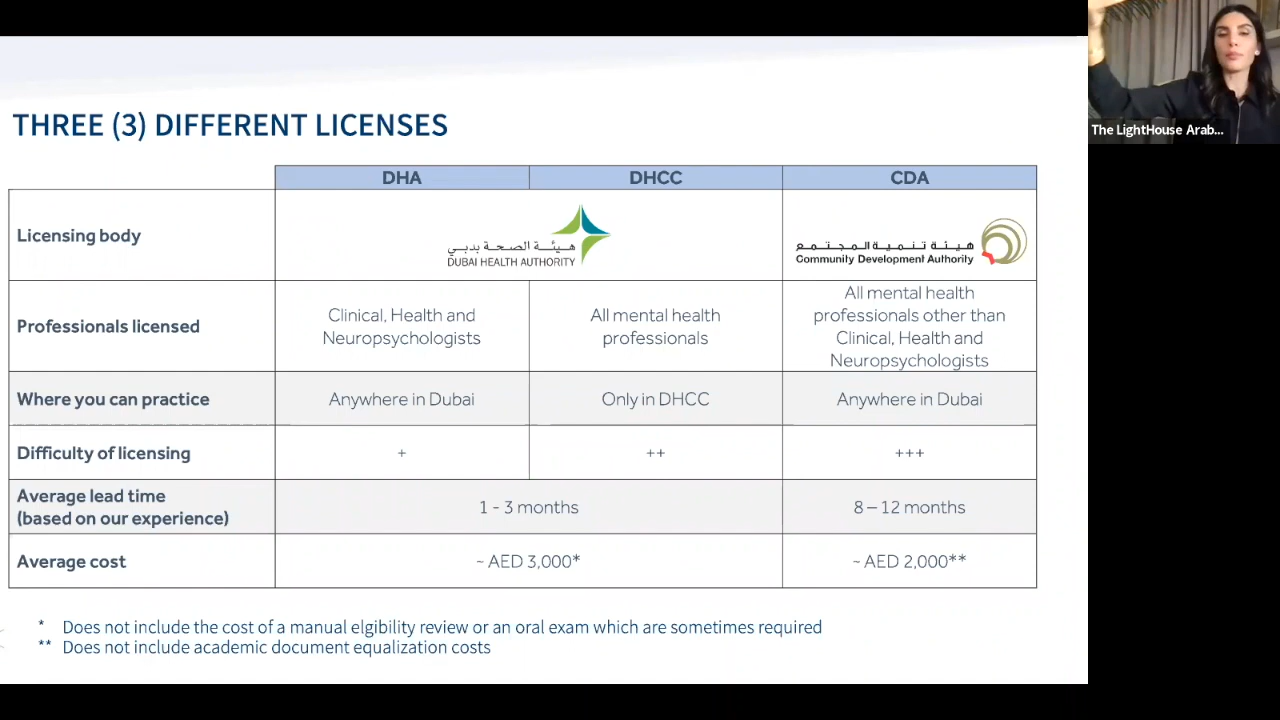 The LightHouse Arab...
THREE (3) DIFFERENT LICENSES
DHA DHCC CDA
Licensing body
هيئة الصحة بدبي
DUBAI HEALTH AUTHORITY
هيئة تنمية المجتمع
Community Development Authority
Professionals licensed
Clinical, Health and
Neuropsychologists
All mental health
professionals
All mental health
professionals other than
Clinical, Health and
Neuropsychologists
Where you can practice Anywhere in Dubai Only in DHCC Anywhere in Dubai
Difficulty of licensing + ++ +++
Average lead time
(based on our experience)
1 - 3 months 8 – 12 months
Average cost ~ AED 3,000* ~ AED 2,000**
* Does not include the cost of a manual elgibility review or an oral exam which are sometimes required
** Does not include academic document equalization costs